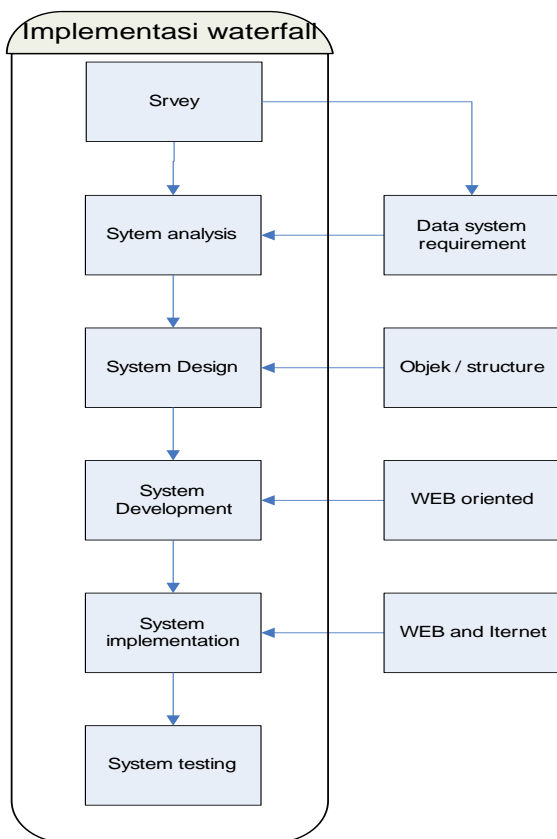 Implementasi waterfall
Srvey
Sytem analysis
Data system
requirement
System Design
Objek / structure
System
Development
WEB oriented
System
implementation
WEB and Iternet
System testing